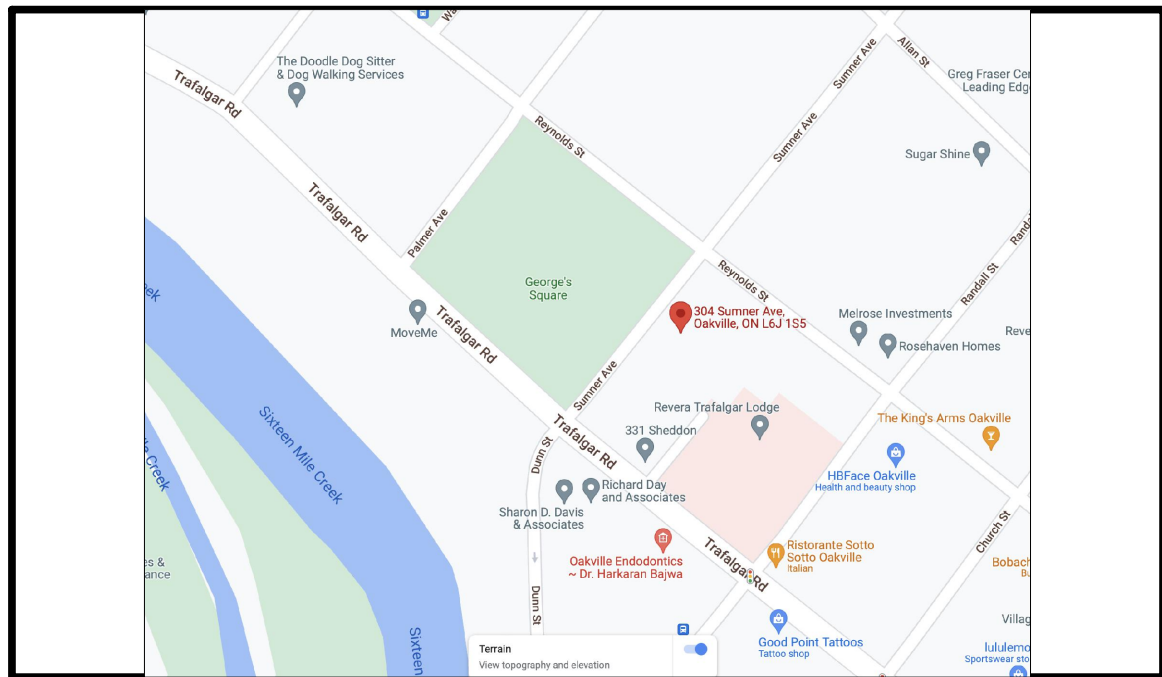 The Doodle Dog Sitter
& Dog Walking Services
Trafalgar Rd
Reynolds St
Sumner Ave
Allan St
Greg Fraser Cer
Leading Edg
Sumner Ave
Sugar Shine
Trafalgar Rd
Palmer Ave
George's
Square
Reynolds St
Randall St
304 Sumner Ave,
Oakville, ON L6J 1S5
MoveMe
Trafalgar Rd
Melrose Investments
Rosehaven Homes
Sumner Ave
Revera Trafalgar Lodge
331 Sheddon
The King's Arms Oakville
Sixteen Mile Creek
Trafalgar Rd
Dunn St
HBFace Oakville
Health and beauty shop
Richard Day
and Associates
Sharon D. Davis
& Associates
Church St
Oakville Endodontics
~ Dr. Harkaran Bajwa
Trafalgar Rd
Ristorante Sotto
Sotto Oakville
Italian
Dunn St
Good Point Tattoos
Tattoo shop
Sixteen
Terrain
View topography and elevation
Villag
lululemo
Sportswear sto